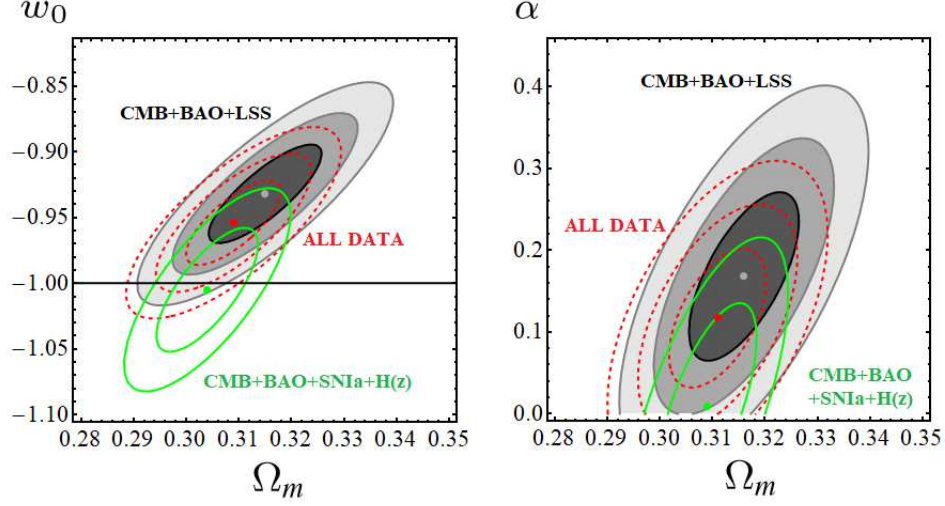 w₀
−0.85
−0.90
−0.95
−1.00
−1.05
−1.10
CMB+BAO+LSS
ALL DATA
CMB+BAO+SNIa+H(z)
0.28 0.29 0.30 0.31 0.32 0.33 0.34 0.35
Ωₘ
α
0.4
0.3
0.2
0.1
0.0
CMB+BAO+LSS
ALL DATA
CMB+BAO
+SNIa+H(z)
0.28 0.29 0.30 0.31 0.32 0.33 0.34 0.35
Ωₘ